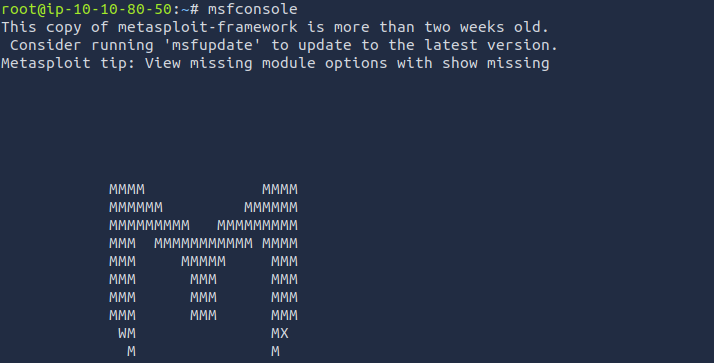 root@ip-10-10-80-50:~# msfconsole
This copy of metasploit-framework is more than two weeks old.
 Consider running 'msfupdate' to update to the latest version.
Metasploit tip: View missing module options with show missing
            MMMM             MMMM
            MMMMMM         MMMMMM
            MMMMMMMMM   MMMMMMMMM
            MMM  MMMMMMMMMMM MMMM
            MMM     MMMMM     MMM
            MMM      MMM      MMM
            MMM      MMM      MMM
            MMM      MMM      MMM
             WM               MX
              M               M